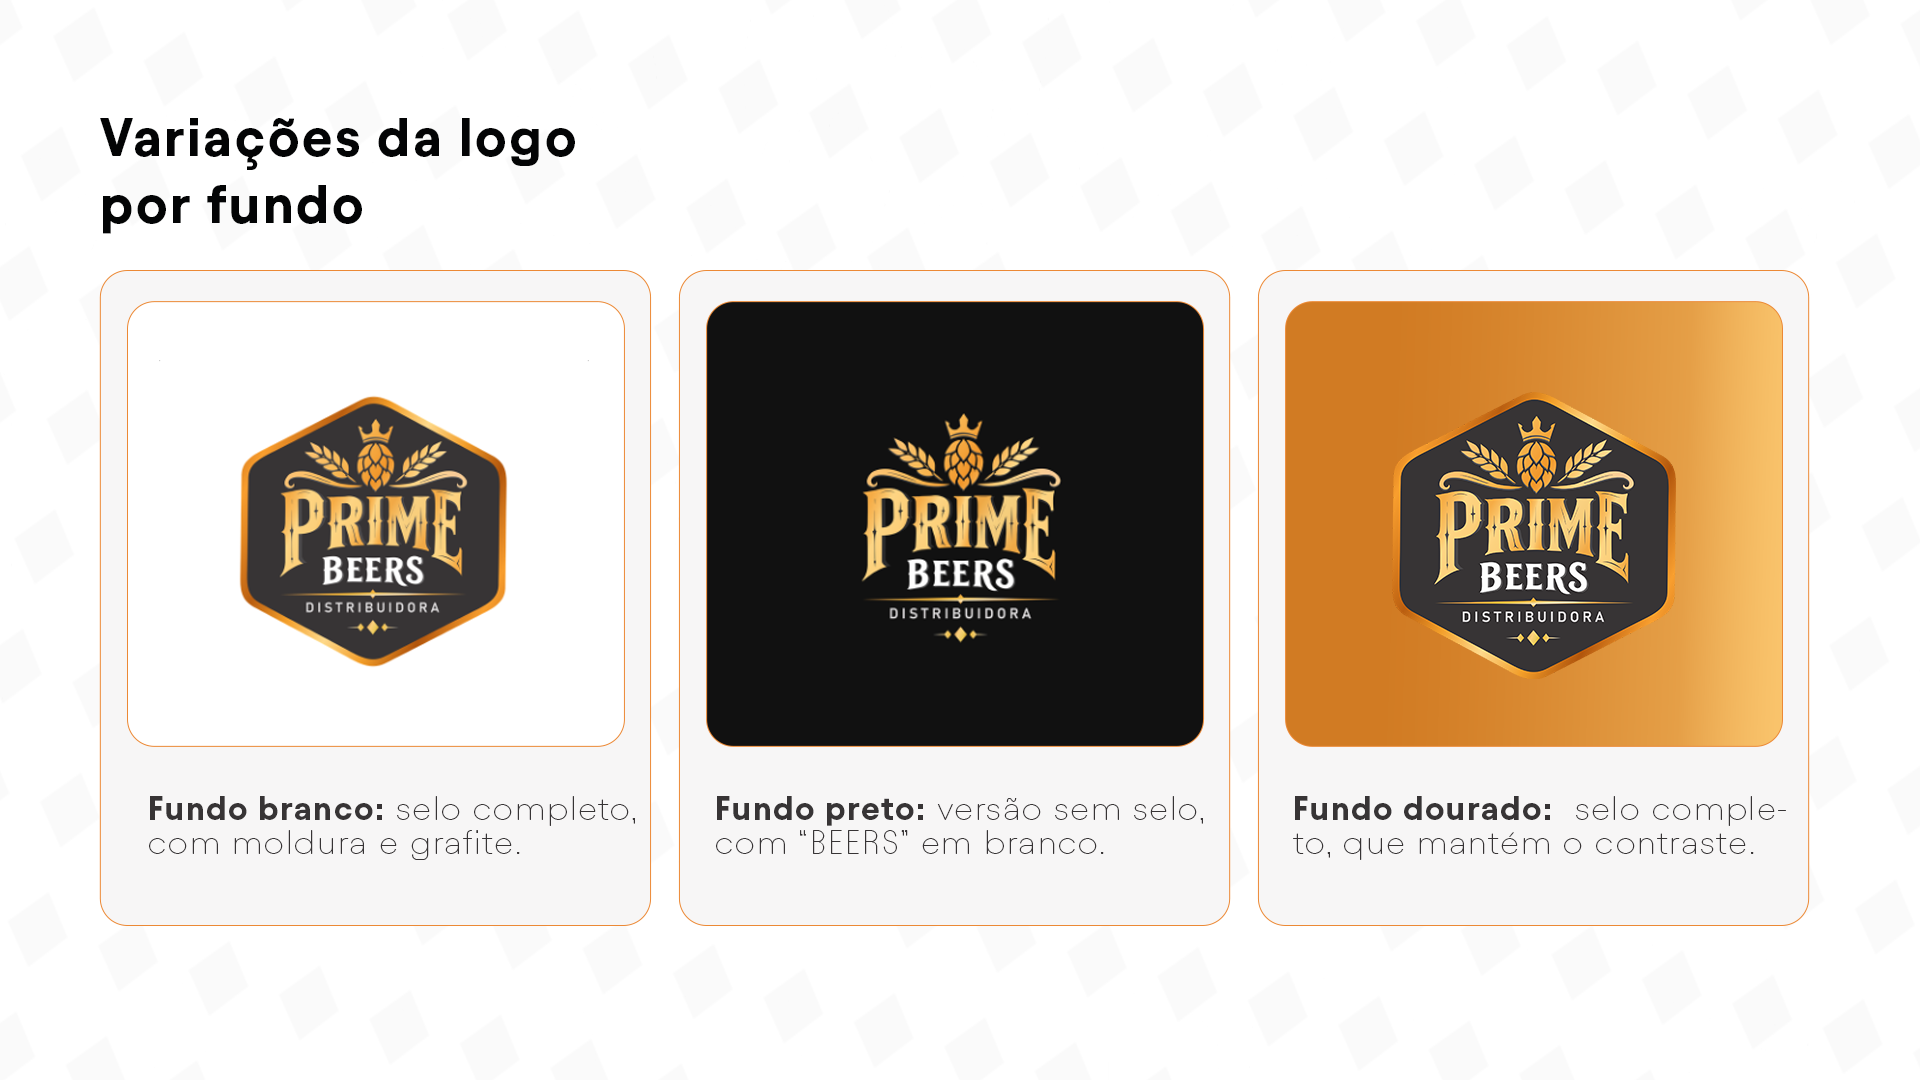 Variações da logo
por fundo
PRIME
BEERS
DISTRIBUIDORA
PRIME
BEERS
DISTRIBUIDORA
PRIME
BEERS
DISTRIBUIDORA
Fundo branco: selo completo,
com moldura e grafite.
Fundo preto: versão sem selo,
com “BEERS” em branco.
Fundo dourado: selo comple-
to, que mantém o contraste.